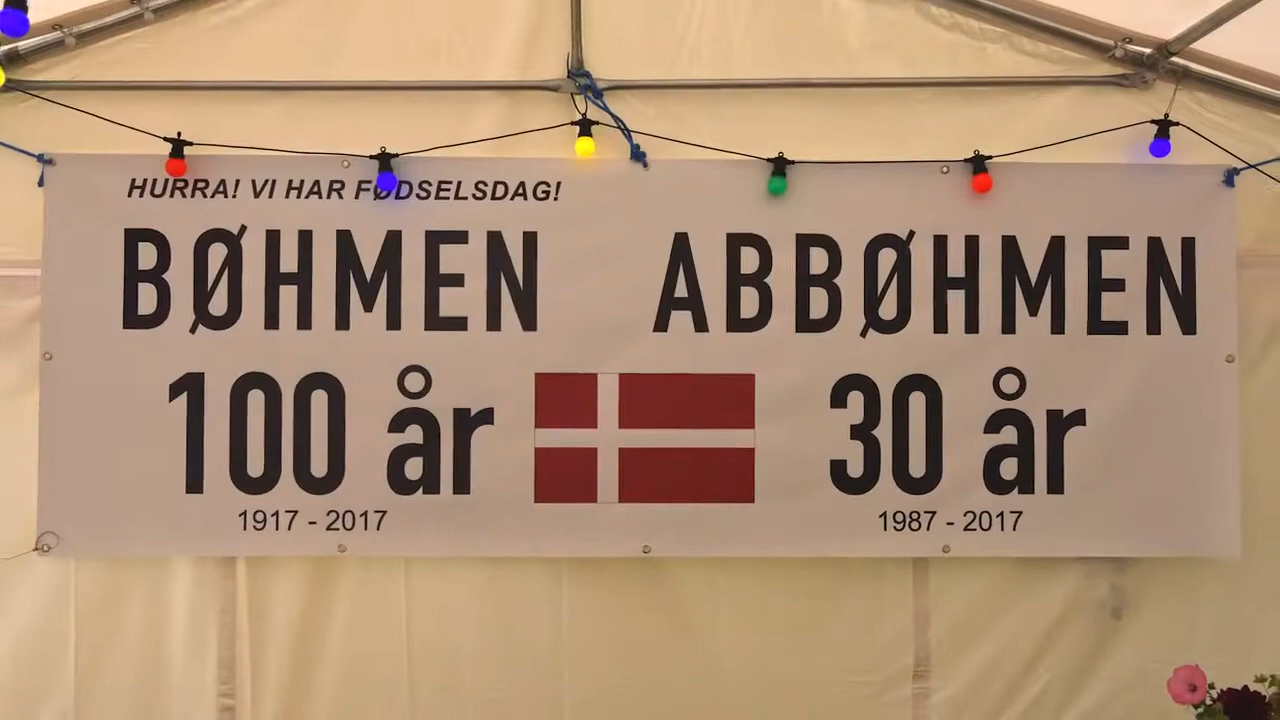 HURRA! VI HAR FØDSELSDAG!
BØHMEN ABBØHMEN
100 år 30 år
1917 - 2017 1987 - 2017